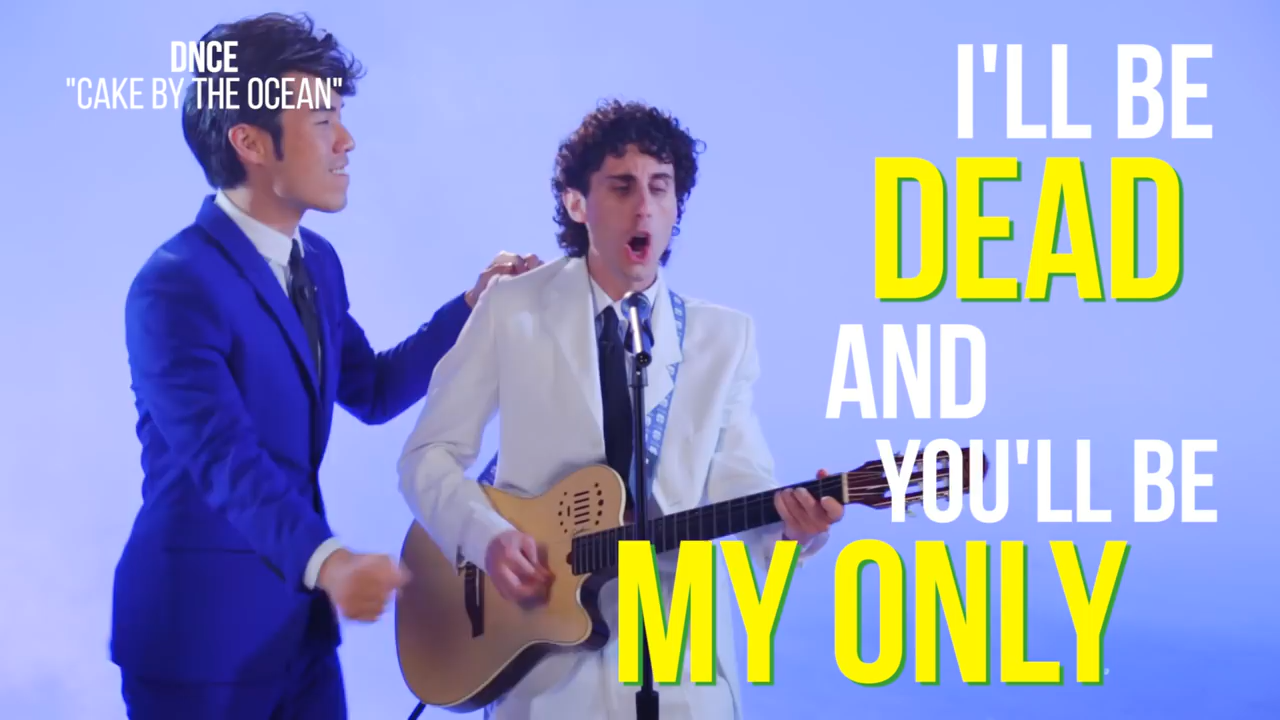 DNCE
"CAKE BY THE OCEAN"
I'LL BE
DEAD
AND
YOU'LL BE
MY ONLY